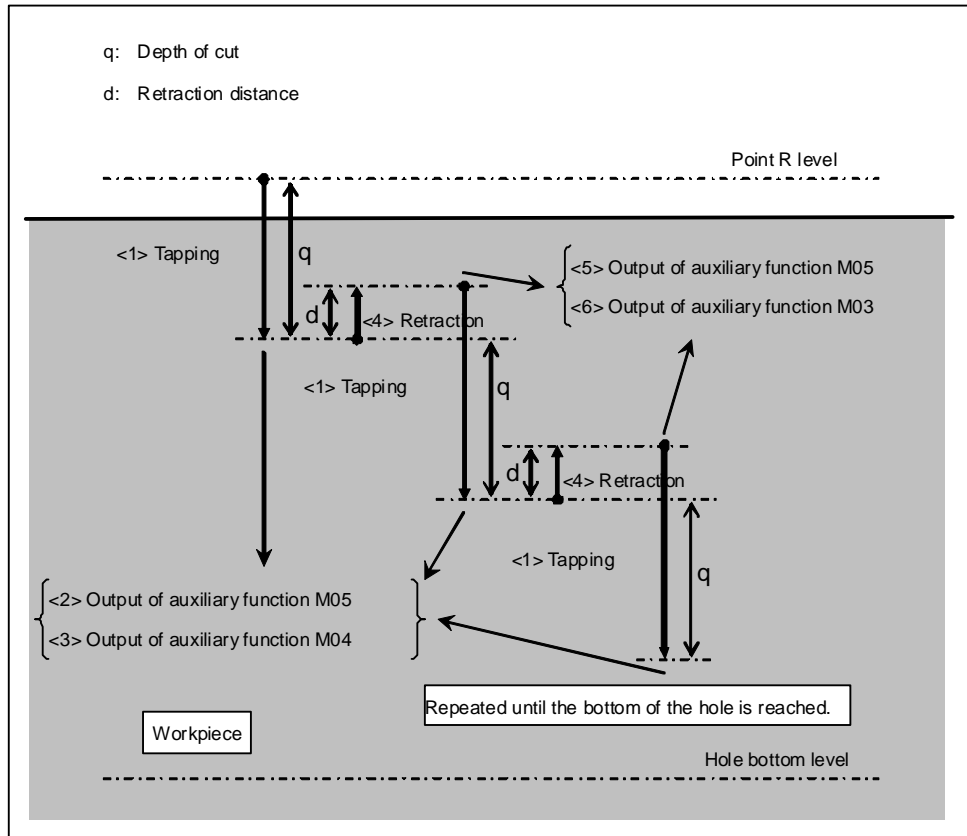 q: Depth of cut
d: Retraction distance
Point R level
<1> Tapping
q
<5> Output of auxiliary function M05
<6> Output of auxiliary function M03
d
<4> Retraction
<1> Tapping
q
d
<4> Retraction
<1> Tapping
q
<2> Output of auxiliary function M05
<3> Output of auxiliary function M04
Repeated until the bottom of the hole is reached.
Workpiece
Hole bottom level